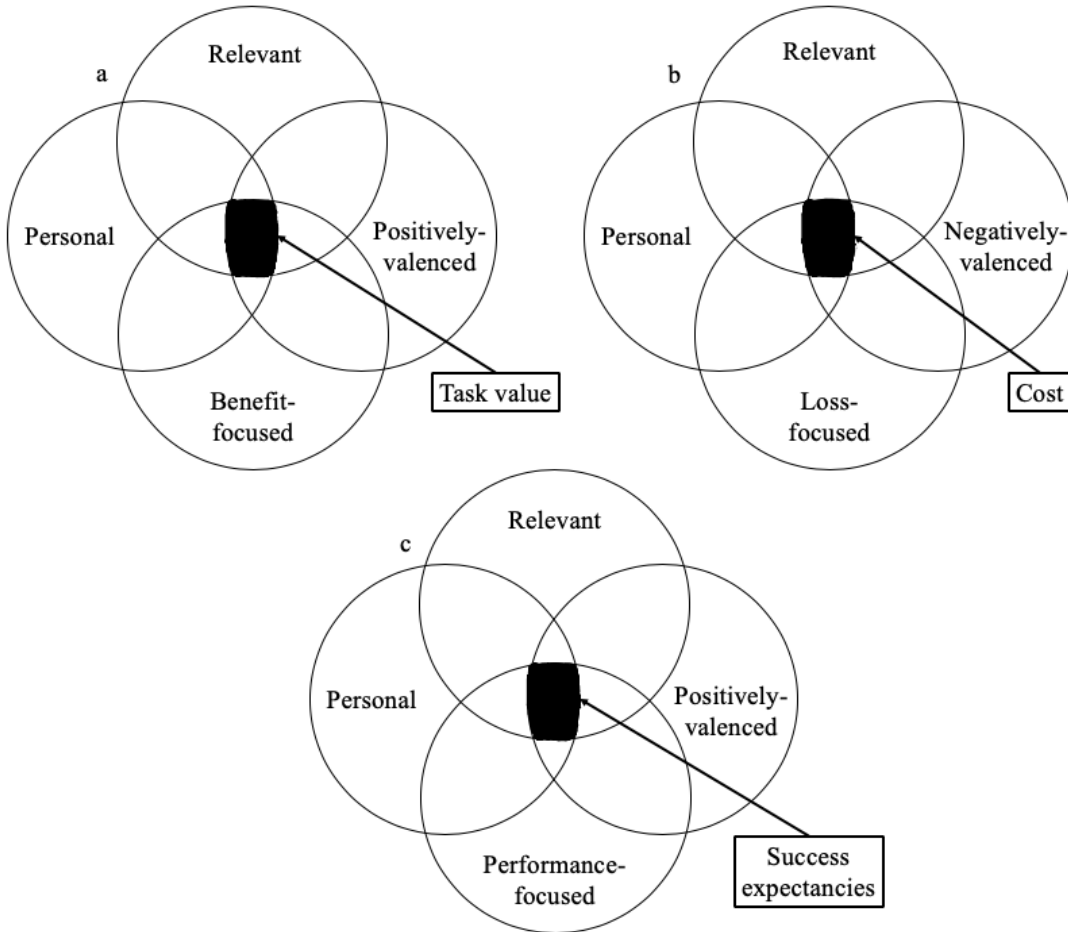 a
Relevant
Personal
Positively-
valenced
Benefit-
focused
Task value
b
Relevant
Personal
Negatively-
valenced
Loss-
focused
Cost
c
Relevant
Personal
Positively-
valenced
Performance-
focused
Success
expectancies